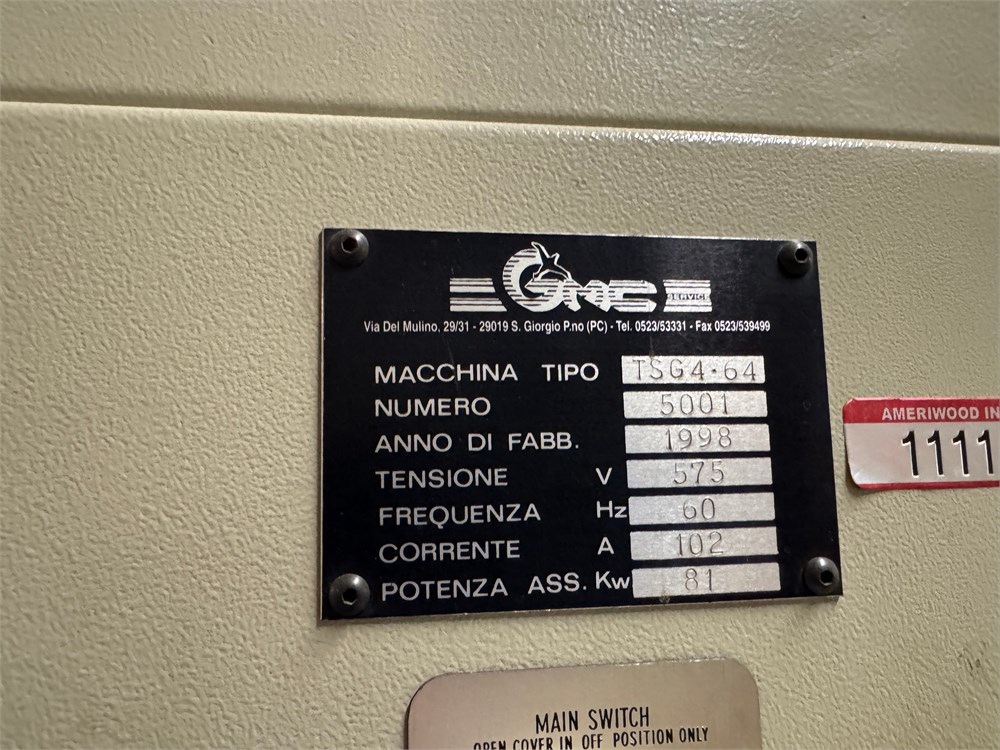 GMC SERVICE
Via Del Mulino, 29/31 - 29019 S. Giorgio P.no (PC) - Tel. 0523/53331 - Fax 0523/539499
MACCHINA TIPO TSG4·64
NUMERO 5001
ANNO DI FABB. 1998
TENSIONE V 575
FREQUENZA Hz 60
CORRENTE A 102
POTENZA ASS. Kw 81
AMERIWOOD IN
1111
MAIN SWITCH
OPEN COVER IN OFF POSITION ONLY